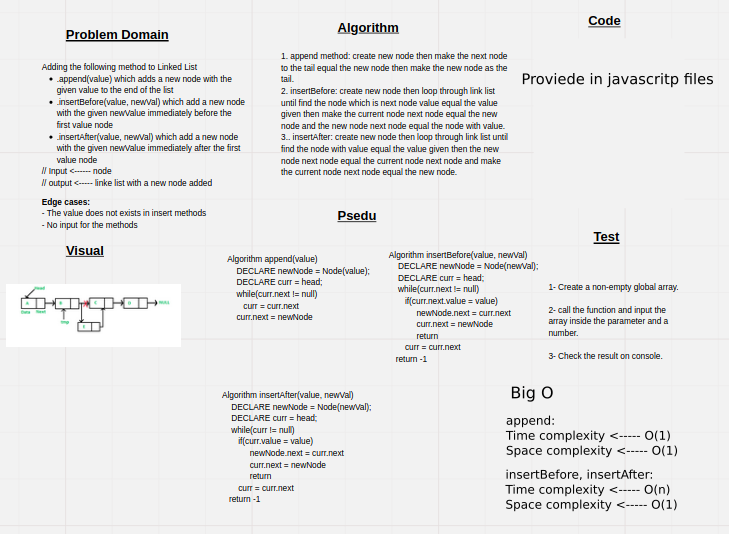 Problem Domain
Adding the following method to Linked List
• .append(value) which adds a new node with the
given value to the end of the list
• .insertBefore(value, newVal) which add a new node
with the given newValue immediately before the
first value node
• .insertAfter(value, newVal) which add a new node
with the given newValue immediately after the first
value node
// Input <------ node
// output <----- linke list with a new node added
Edge cases:
- The value does not exists in insert methods
- No input for the methods
Algorithm
1. append method: create new node then make the next node
to the tail equal the new node then make the new node as the
tail.
2. insertBefore: create new node then loop through link list
until find the node which is next node value equal the value
given then make the current node next node equal the new
node and the new node next node equal the node with value.
3.. insertAfter: create new node then loop through link list until
find the node with value equal the value given then the new
node next node equal the current node next node and make
the current node next node equal the new node.
Code
Proviede in javascritp files
Visual
Head
Psedu
Algorithm append(value)
DECLARE newNode = Node(value);
DECLARE curr = head;
while(curr.next != null)
curr = curr.next
curr.next = newNode
Algorithm insertBefore(value, newVal)
DECLARE newNode = Node(newVal);
DECLARE curr = head;
while(curr.next != null)
if(curr.next.value = value)
newNode.next = curr.next
curr.next = newNode
return
curr = curr.next
return -1
Algorithm insertAfter(value, newVal)
DECLARE newNode = Node(newVal);
DECLARE curr = head;
while(curr != null)
if(curr.value = value)
newNode.next = curr.next
curr.next = newNode
return
curr = curr.next
return -1
Test
1- Create a non-empty global array.
2- call the function and input the
array inside the parameter and a
number.
3- Check the result on console.
Big O
append:
Time complexity <----- O(1)
Space complexity <----- O(1)
insertBefore, insertAfter:
Time complexity <----- O(n)
Space complexity <----- O(1)